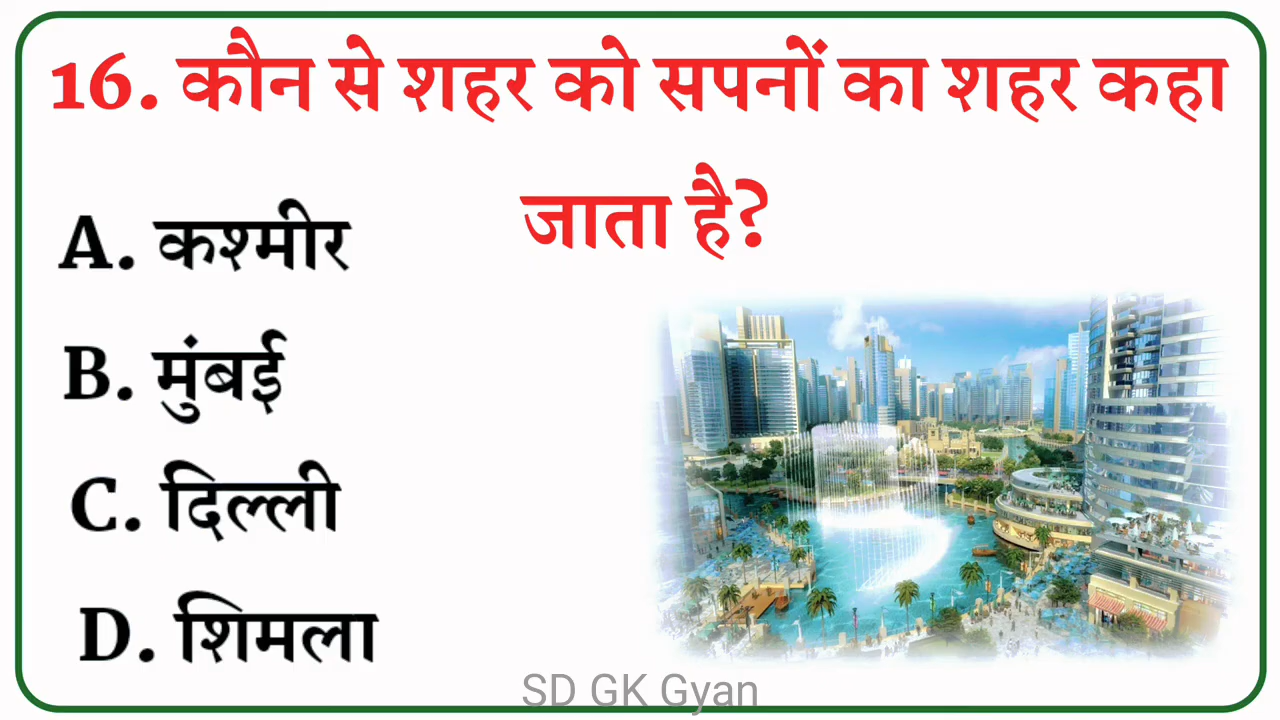 16. कौन से शहर को सपनों का शहर कहा
जाता है?
A. कश्मीर
B. मुंबई
C. दिल्ली
D. शिमला
SD GK Gyan